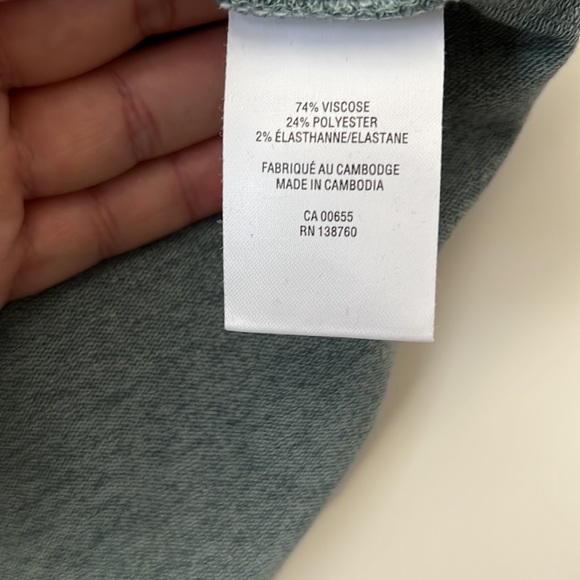 74% VISCOSE
24% POLYESTER
2% ÉLASTHANNE/ELASTANE
FABRIQUÉ AU CAMBODGE
MADE IN CAMBODIA
CA 00655
RN 138760